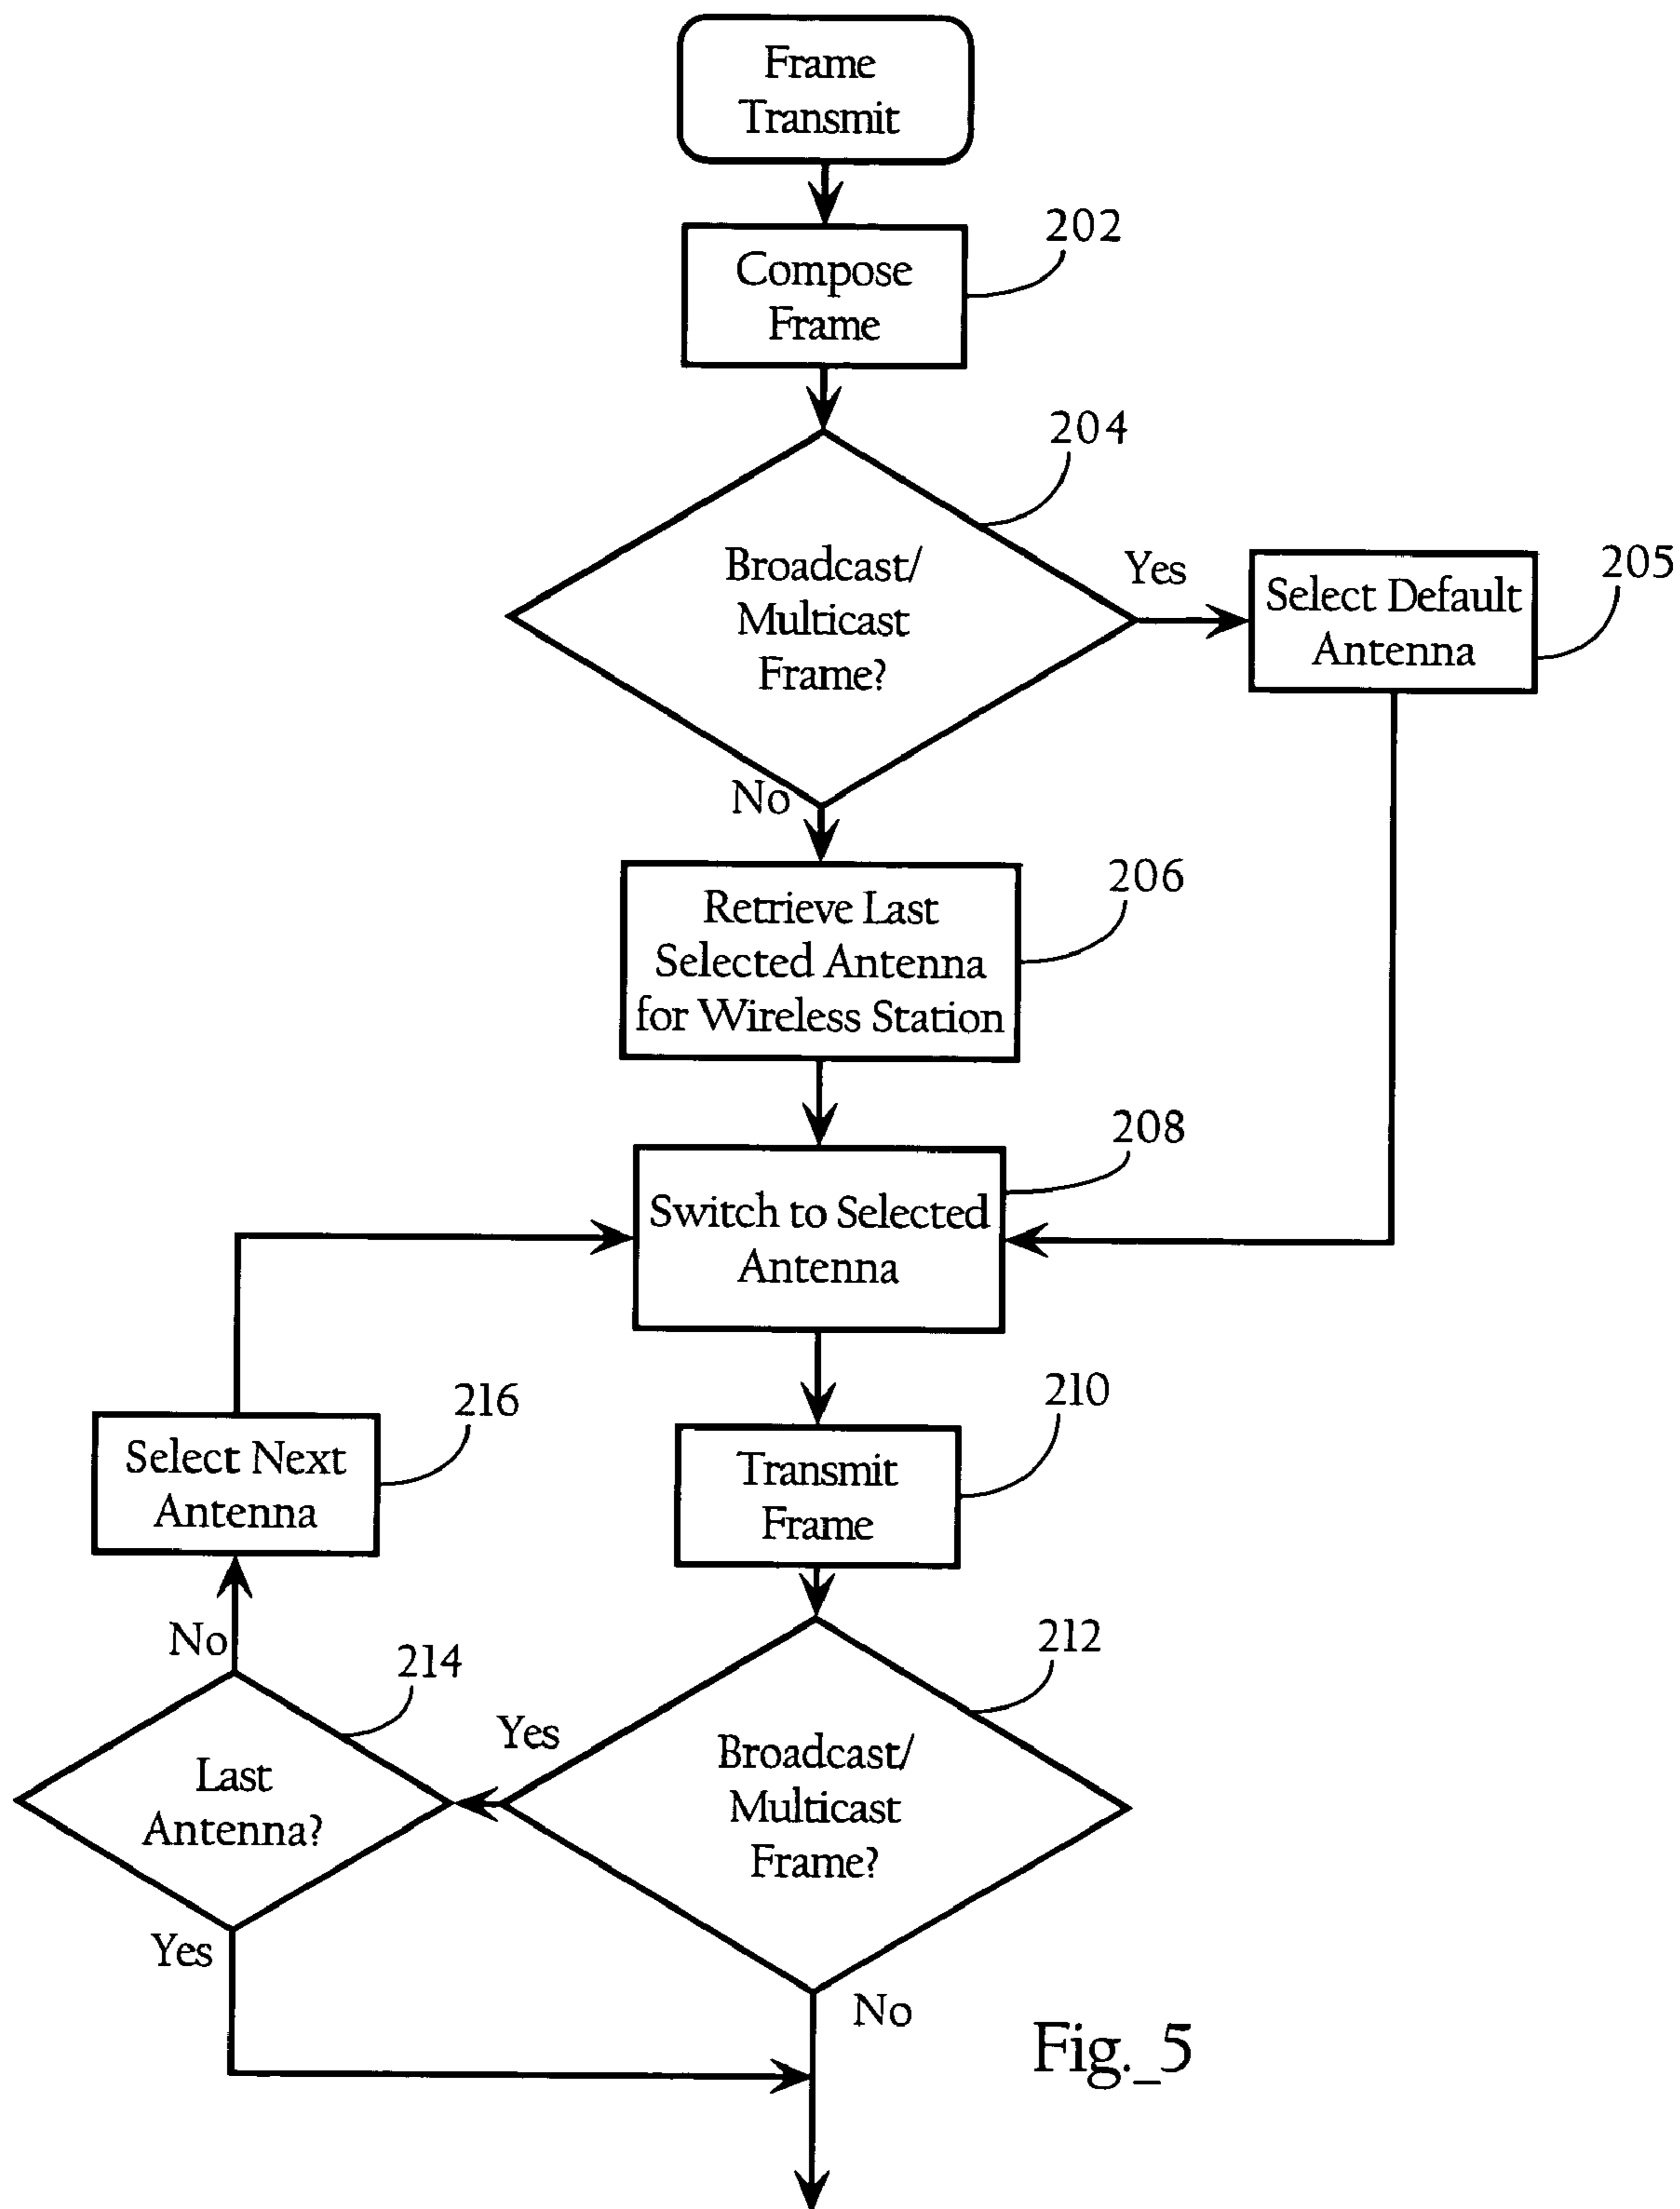 Frame
Transmit
202
Compose
Frame
204
Broadcast/
Multicast
Frame?
Yes
205
Select Default
Antenna
No
206
Retrieve Last
Selected Antenna
for Wireless Station
208
Switch to Selected
Antenna
216
Select Next
Antenna
210
Transmit
Frame
No
214
Last
Antenna?
Yes
212
Yes
Broadcast/
Multicast
Frame?
No
Fig._5